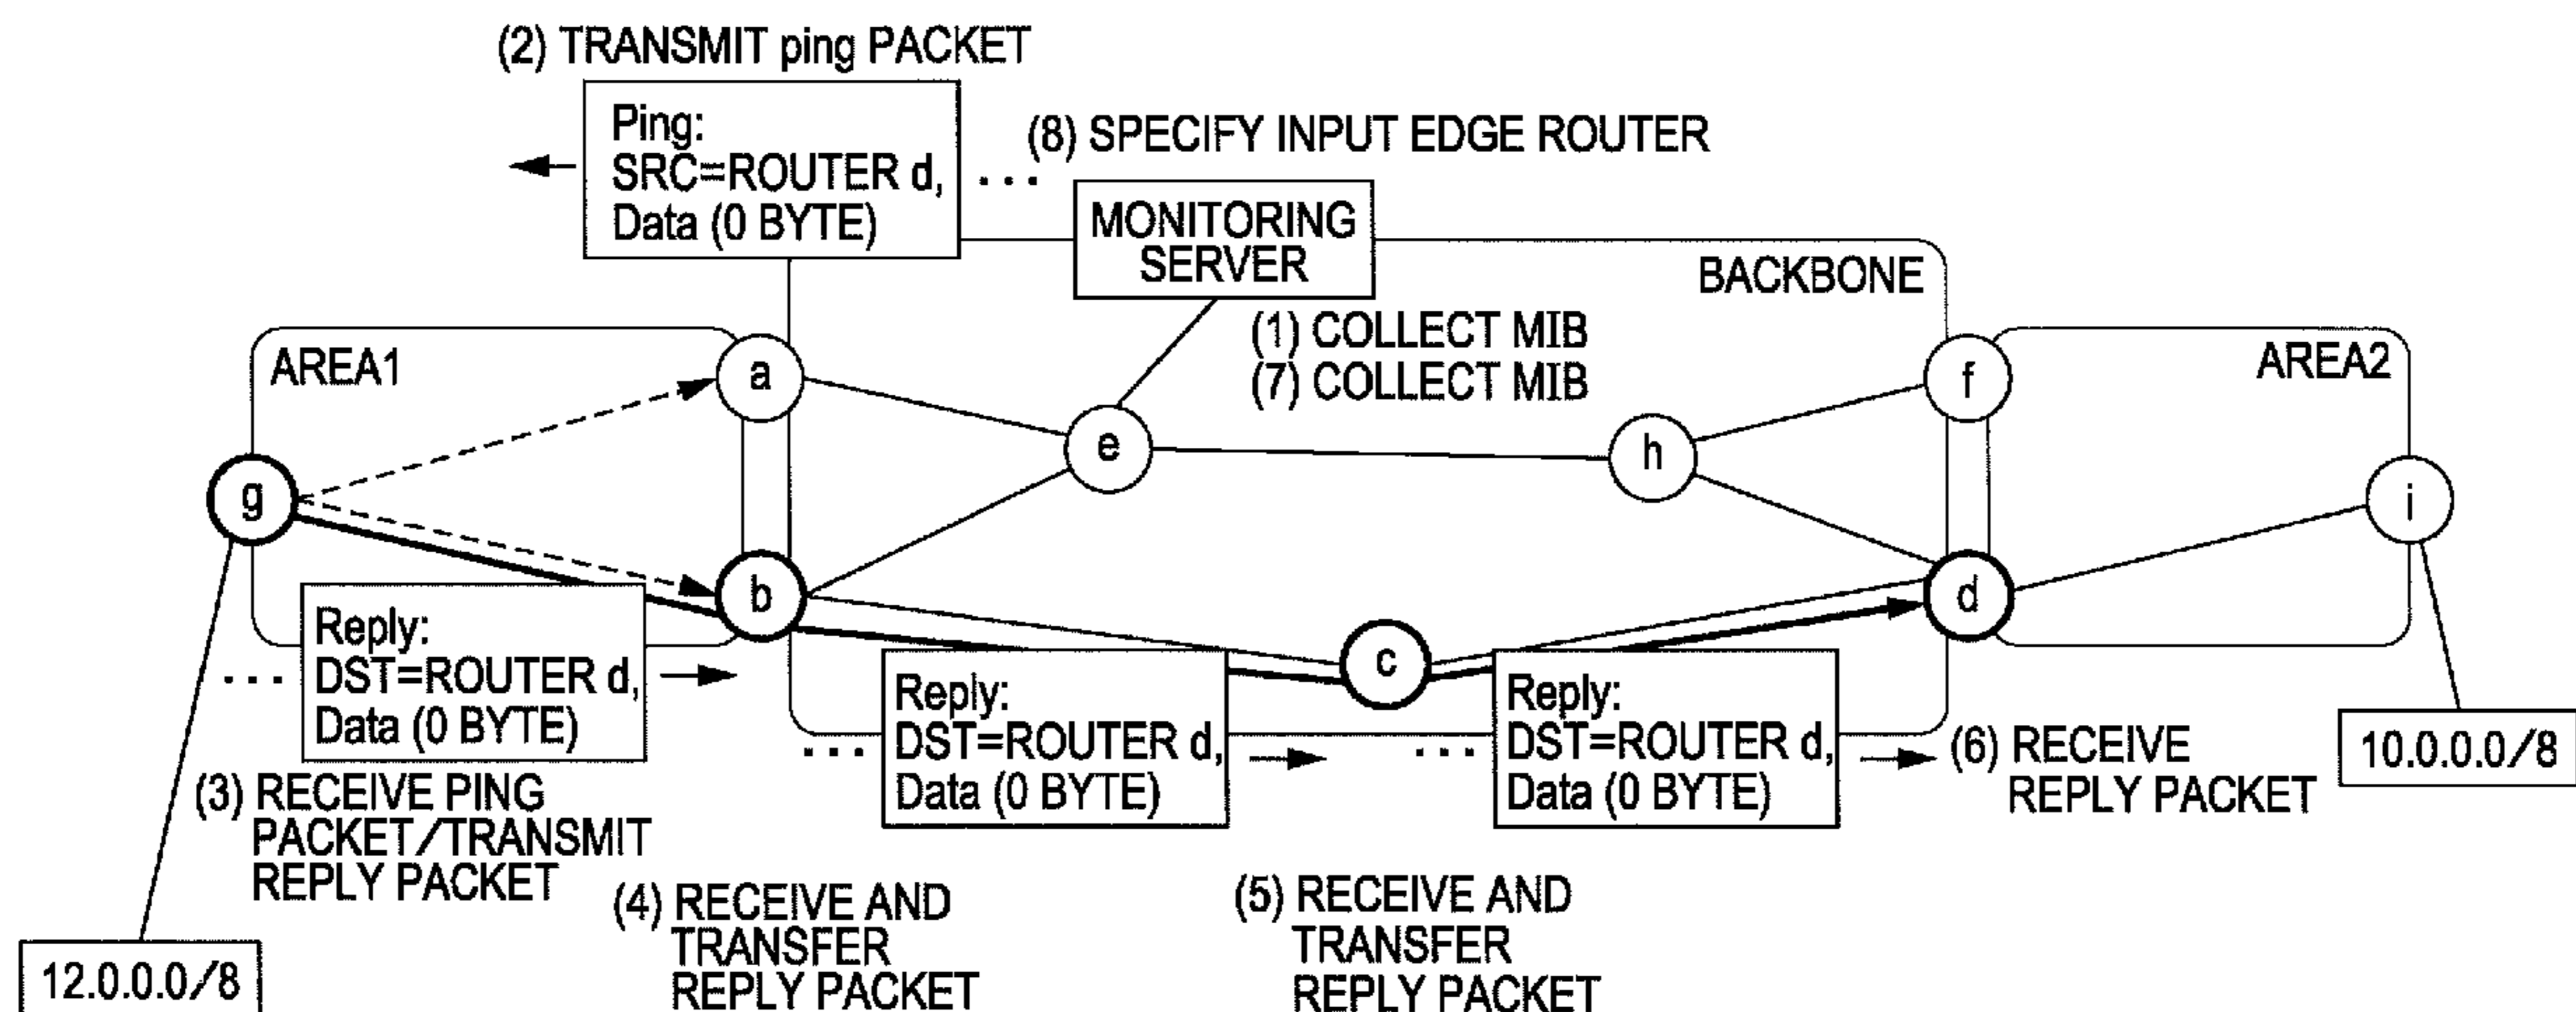 (2) TRANSMIT ping PACKET
Ping:
SRC=ROUTER d,
Data (0 BYTE)
...
(8) SPECIFY INPUT EDGE ROUTER
MONITORING
SERVER
BACKBONE
(1) COLLECT MIB
(7) COLLECT MIB
AREA1
AREA2
a
f
e
h
g
i
b
d
c
Reply:
DST=ROUTER d,
Data (0 BYTE)
...
Reply:
DST=ROUTER d,
Data (0 BYTE)
...
Reply:
DST=ROUTER d,
Data (0 BYTE)
...
(3) RECEIVE PING
PACKET/TRANSMIT
REPLY PACKET
(4) RECEIVE AND
TRANSFER
REPLY PACKET
(5) RECEIVE AND
TRANSFER
REPLY PACKET
(6) RECEIVE
REPLY PACKET
10.0.0.0/8
12.0.0.0/8